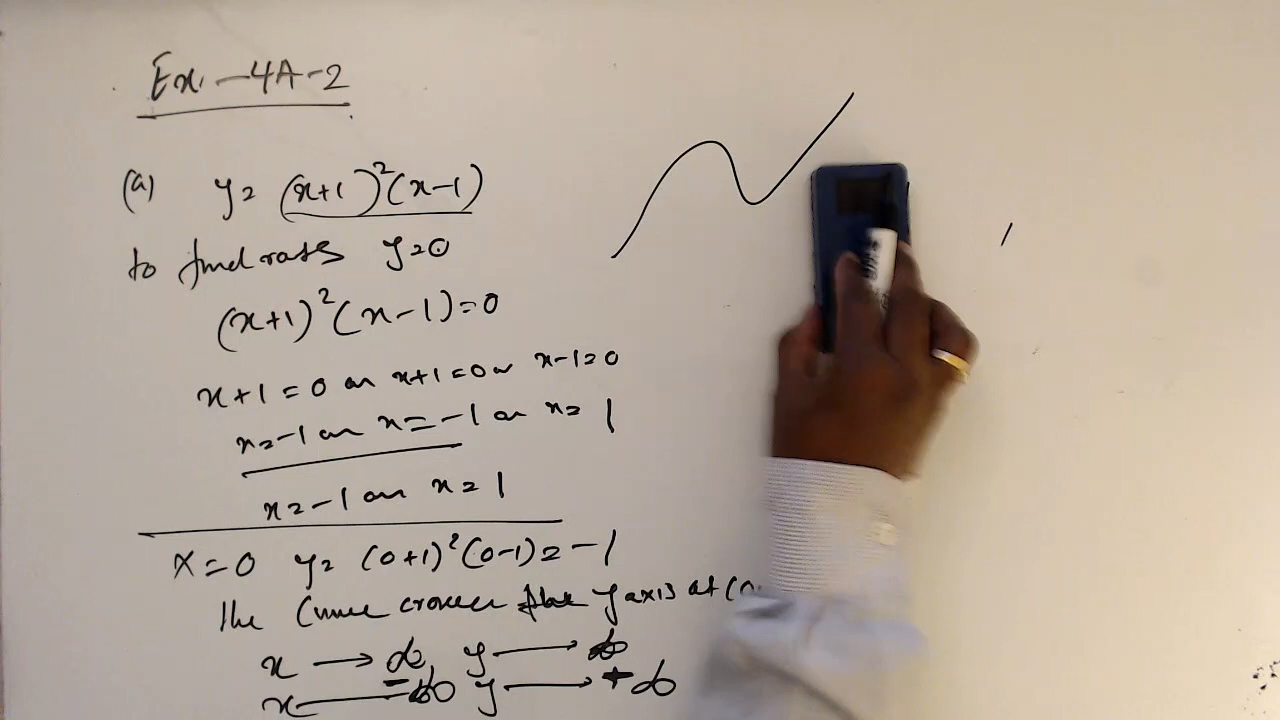 Ex. - 4A - 2
(a) y = (x+1)²(x-1)
to find roots y=0
(x+1)²(x-1)=0
x+1=0 or x+1=0 or x-1=0
x=-1 or x=-1 or x=1
x=-1 or x=1
x=0 y=(0+1)²(0-1)=-1
the curve crosses the y axis at (0,
x → -∞, y →
x → ∞ y → +∞